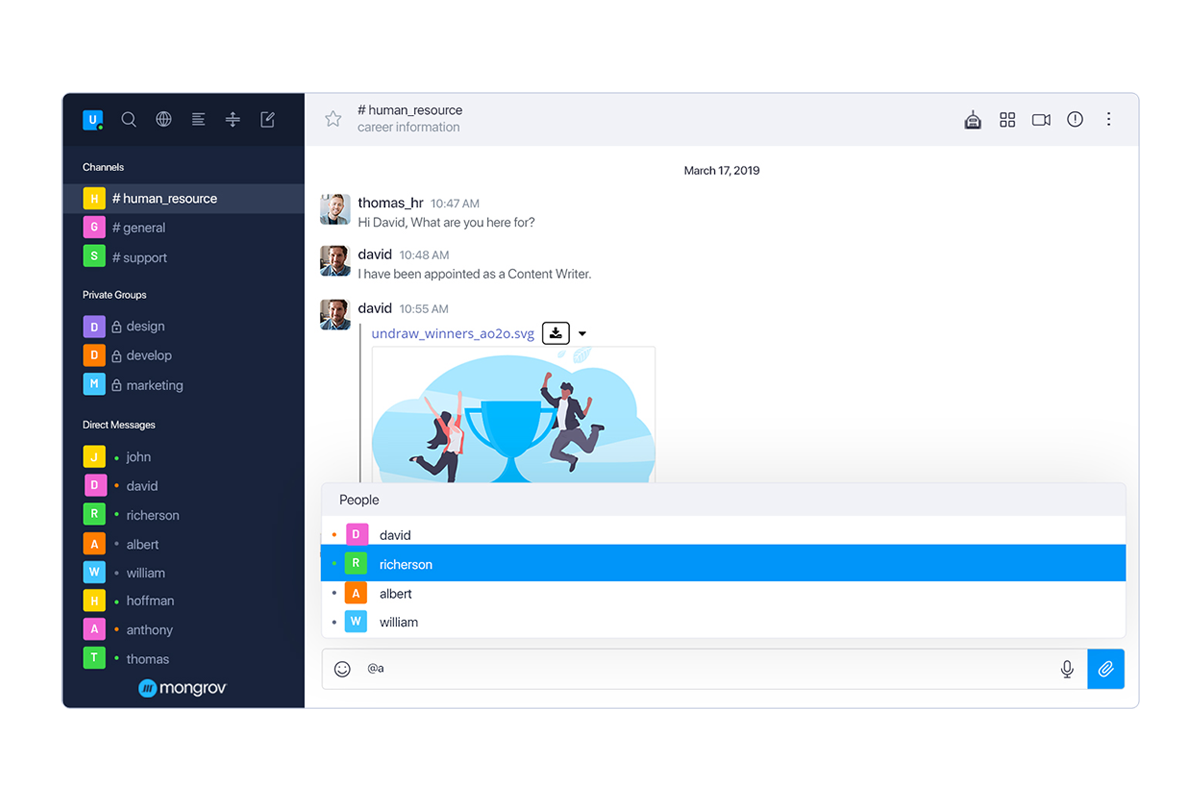 U
Channels
H # human_resource
G # general
S # support
Private Groups
D design
D develop
M marketing
Direct Messages
J john
D david
R richerson
A albert
W william
H hoffman
A anthony
T thomas
mongrov
# human_resource
career information
March 17, 2019
thomas_hr 10:47 AM
Hi David, What are you here for?
david 10:48 AM
I have been appointed as a Content Writer.
david 10:55 AM
undraw_winners_ao2o.svg
People
D david
R richerson
A albert
W william
@a